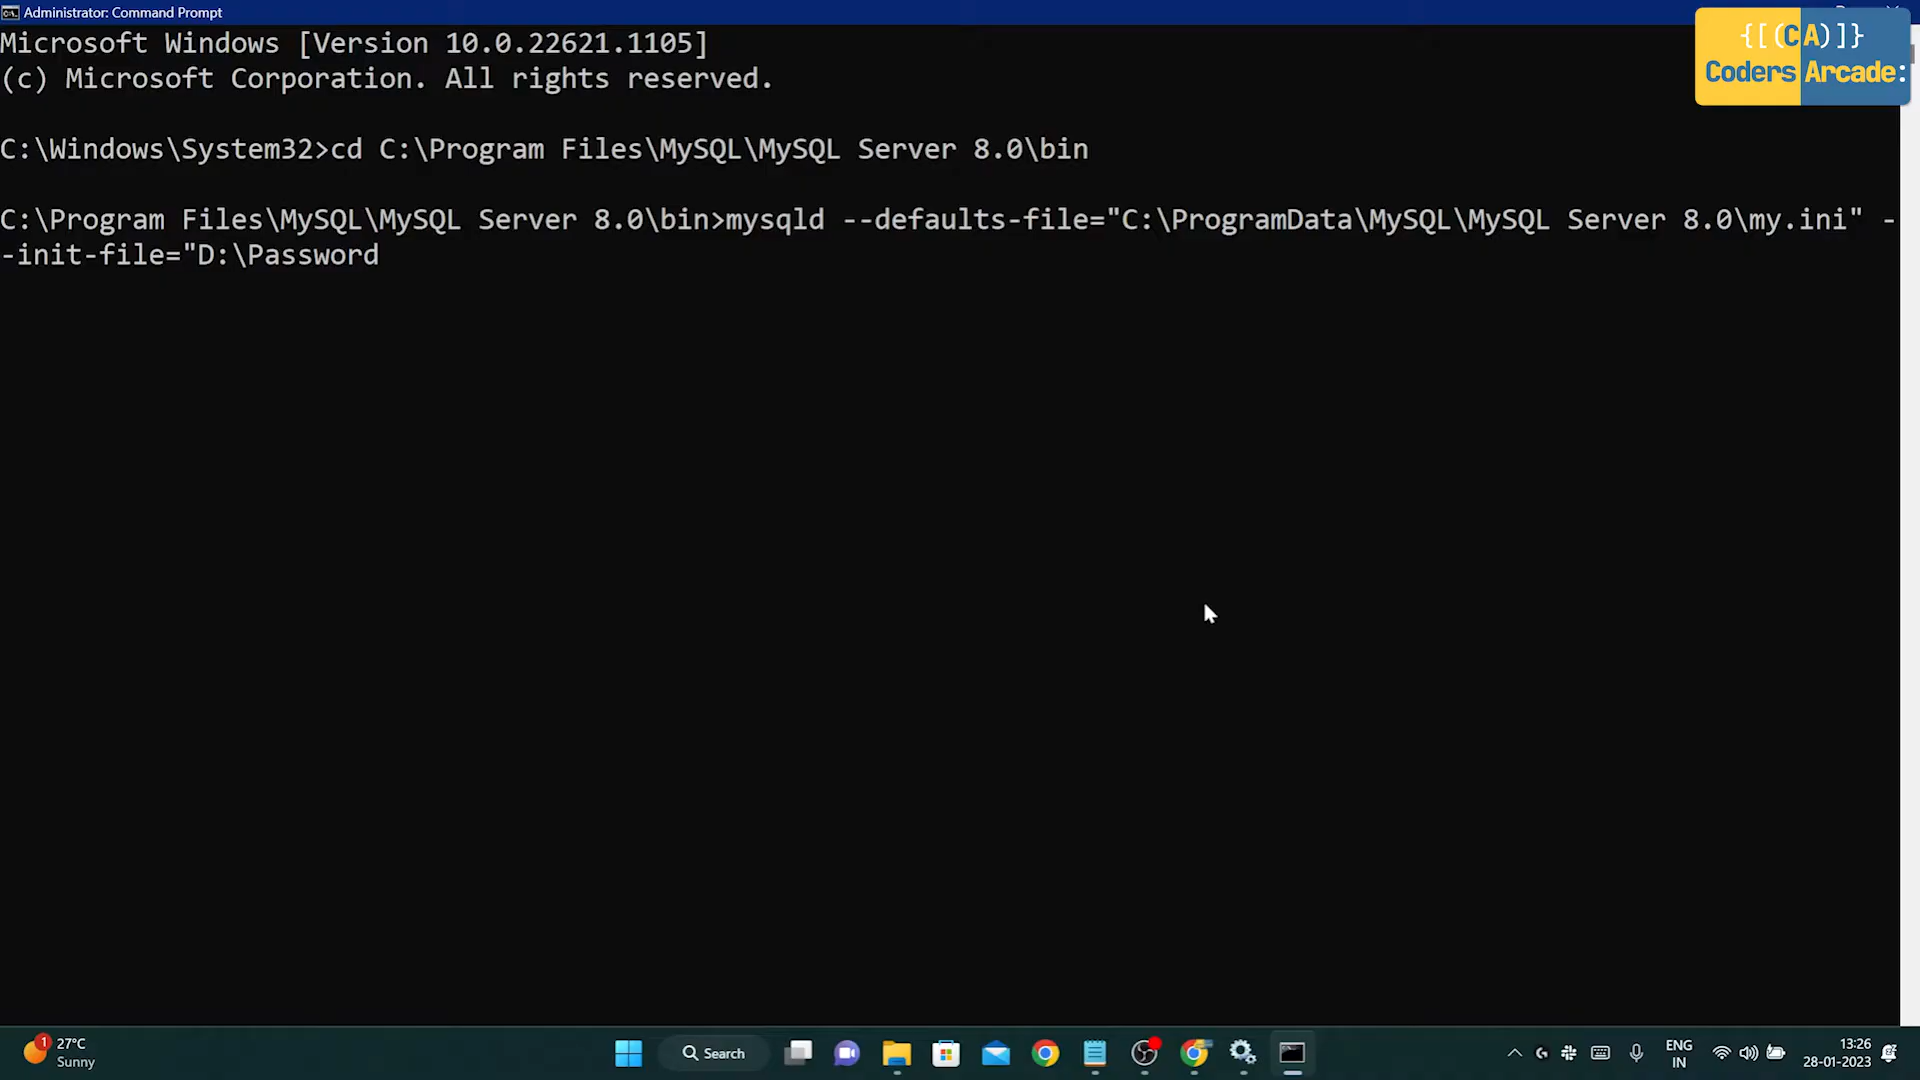 Administrator: Command Prompt
{[(CA)]}
Coders Arcade:
Microsoft Windows [Version 10.0.22621.1105]
(c) Microsoft Corporation. All rights reserved.
C:\Windows\System32>cd C:\Program Files\MySQL\MySQL Server 8.0\bin
C:\Program Files\MySQL\MySQL Server 8.0\bin>mysqld --defaults-file="C:\ProgramData\MySQL\MySQL Server 8.0\my.ini" -
-init-file="D:\Password
1
27°C
Sunny
Search
ENG
IN
13:26
28-01-2023